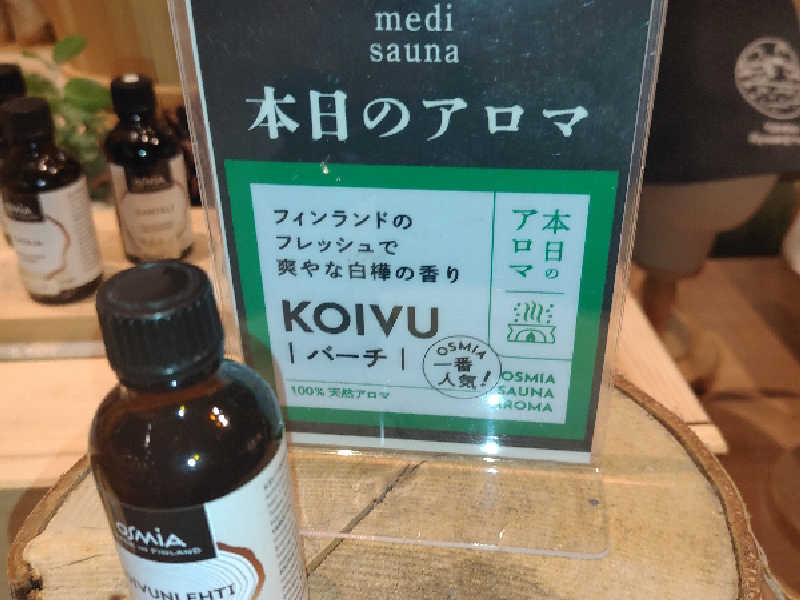 medi
sauna
本日のアロマ
フィンランドの
フレッシュで
爽やかな白樺の香り
KOIVU
|バーチ|
100% 天然アロマ
OSMIA
一番
人気!
本日の
アロマ
OSMIA
SAUNA
AROMA
OSMIA
OSMIA
IVUNLEHTI